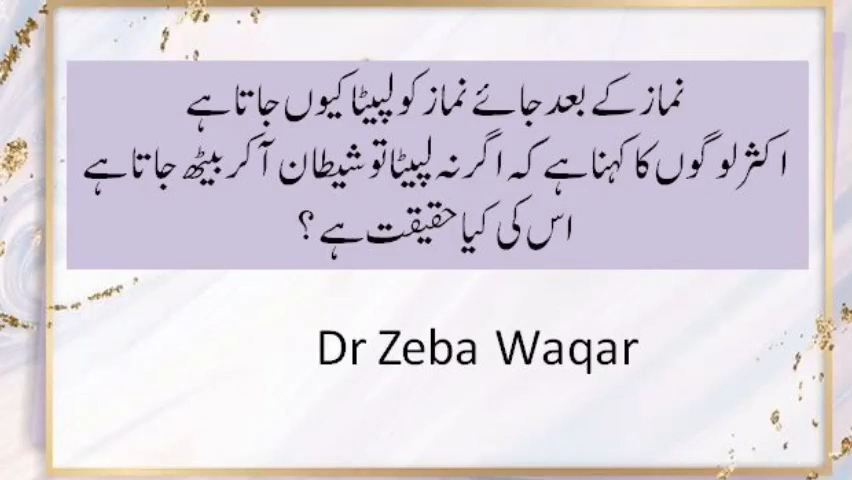 نماز کے بعد جائے نماز کو لپیٹا کیوں جاتا ہے
اکثر لوگوں کا کہنا ہے کہ اگر نہ لپیٹا تو شیطان آکر بیٹھ جاتا ہے
اس کی کیا حقیقت ہے ؟
Dr Zeba Waqar